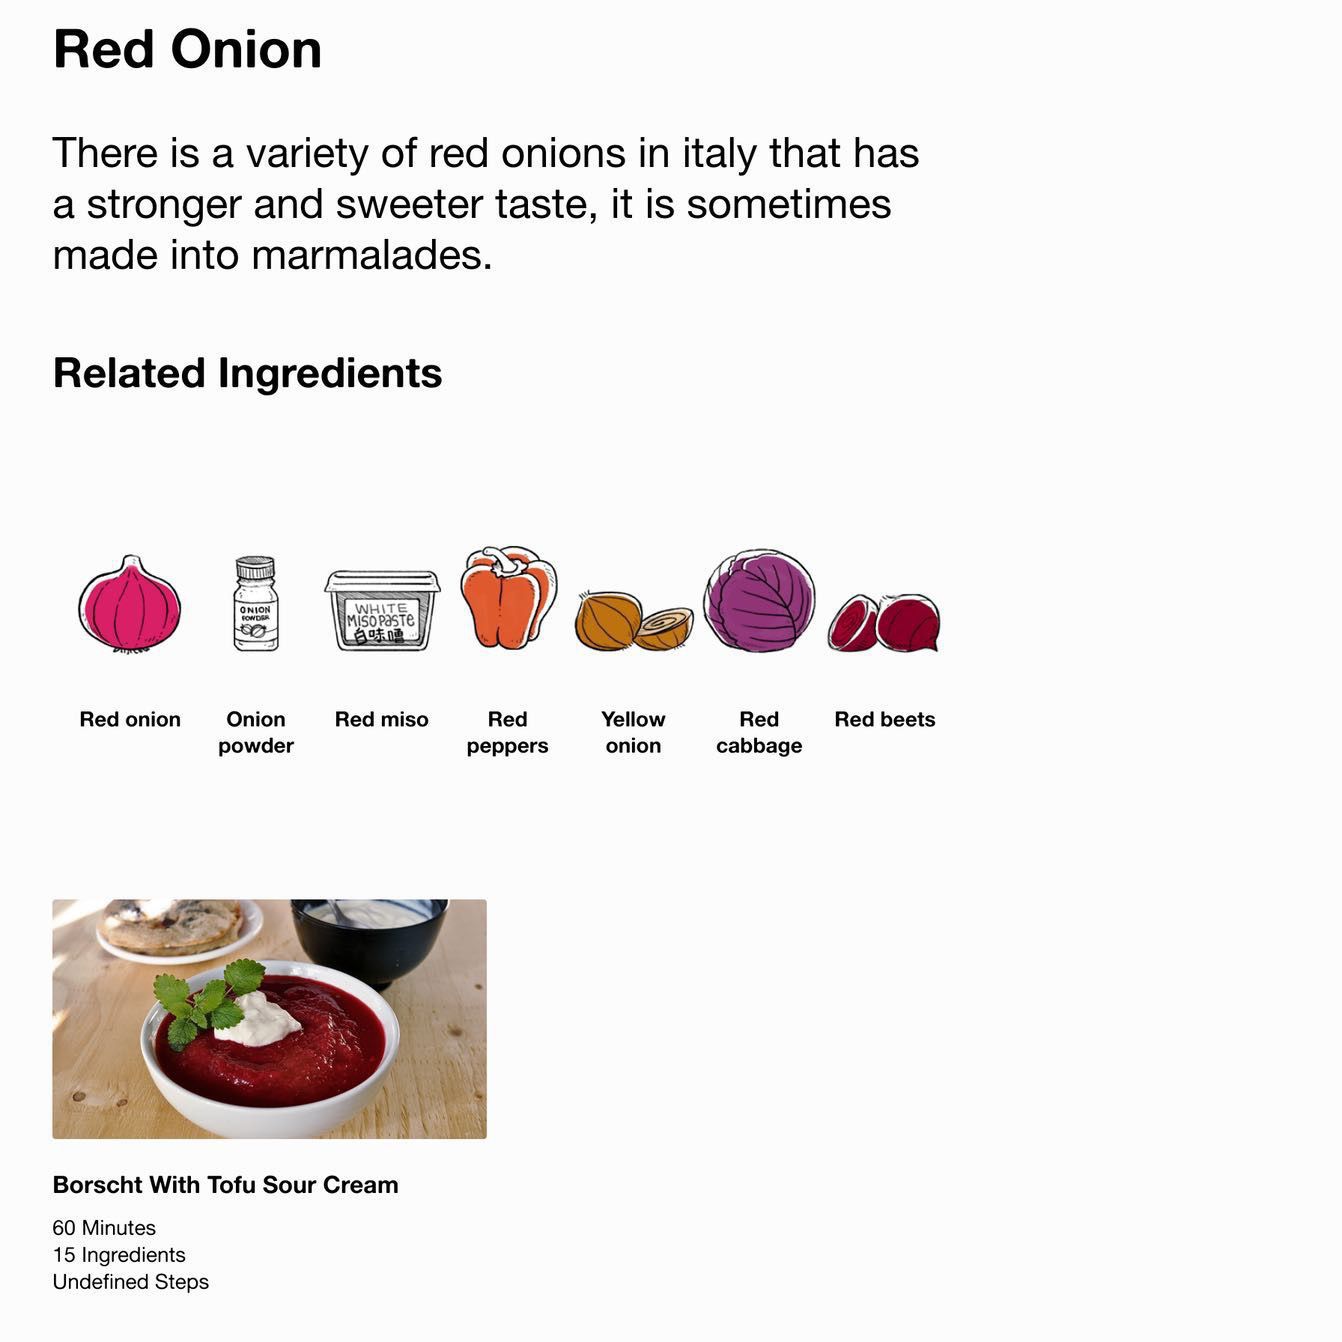 Red Onion
There is a variety of red onions in italy that has
a stronger and sweeter taste, it is sometimes
made into marmalades.
Related Ingredients
ONION
POWDER
WHITE
MISO PASTE
白味噌
Red onion
Onion
powder
Red miso
Red
peppers
Yellow
onion
Red
cabbage
Red beets
Borscht With Tofu Sour Cream
60 Minutes
15 Ingredients
Undefined Steps